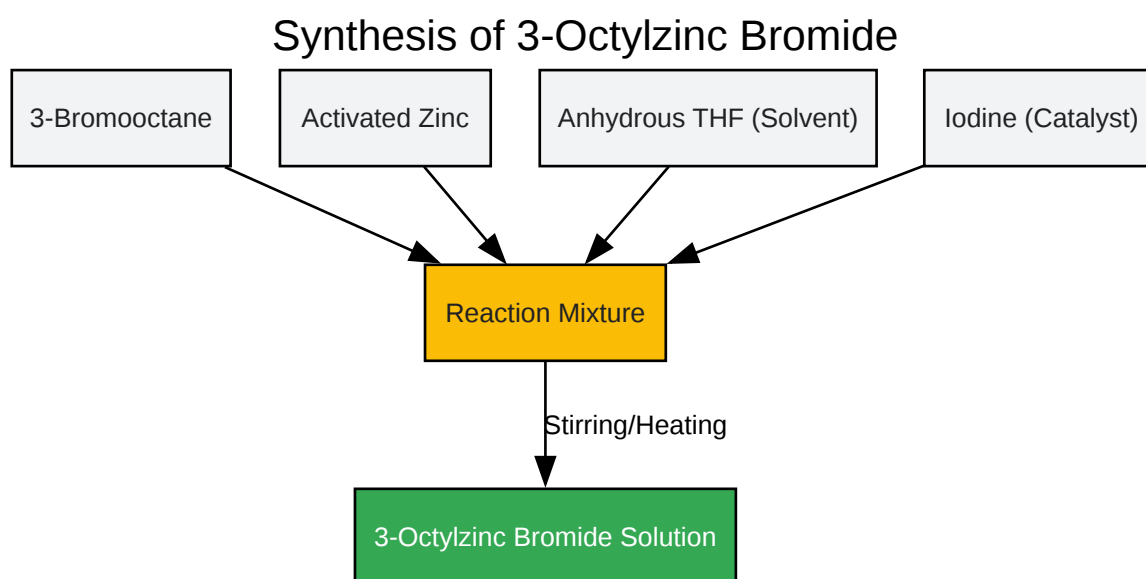 Synthesis of 3-Octylzinc Bromide
3-Bromooctane
Activated Zinc
Anhydrous THF (Solvent)
Iodine (Catalyst)
Reaction Mixture
Stirring/Heating
3-Octylzinc Bromide Solution